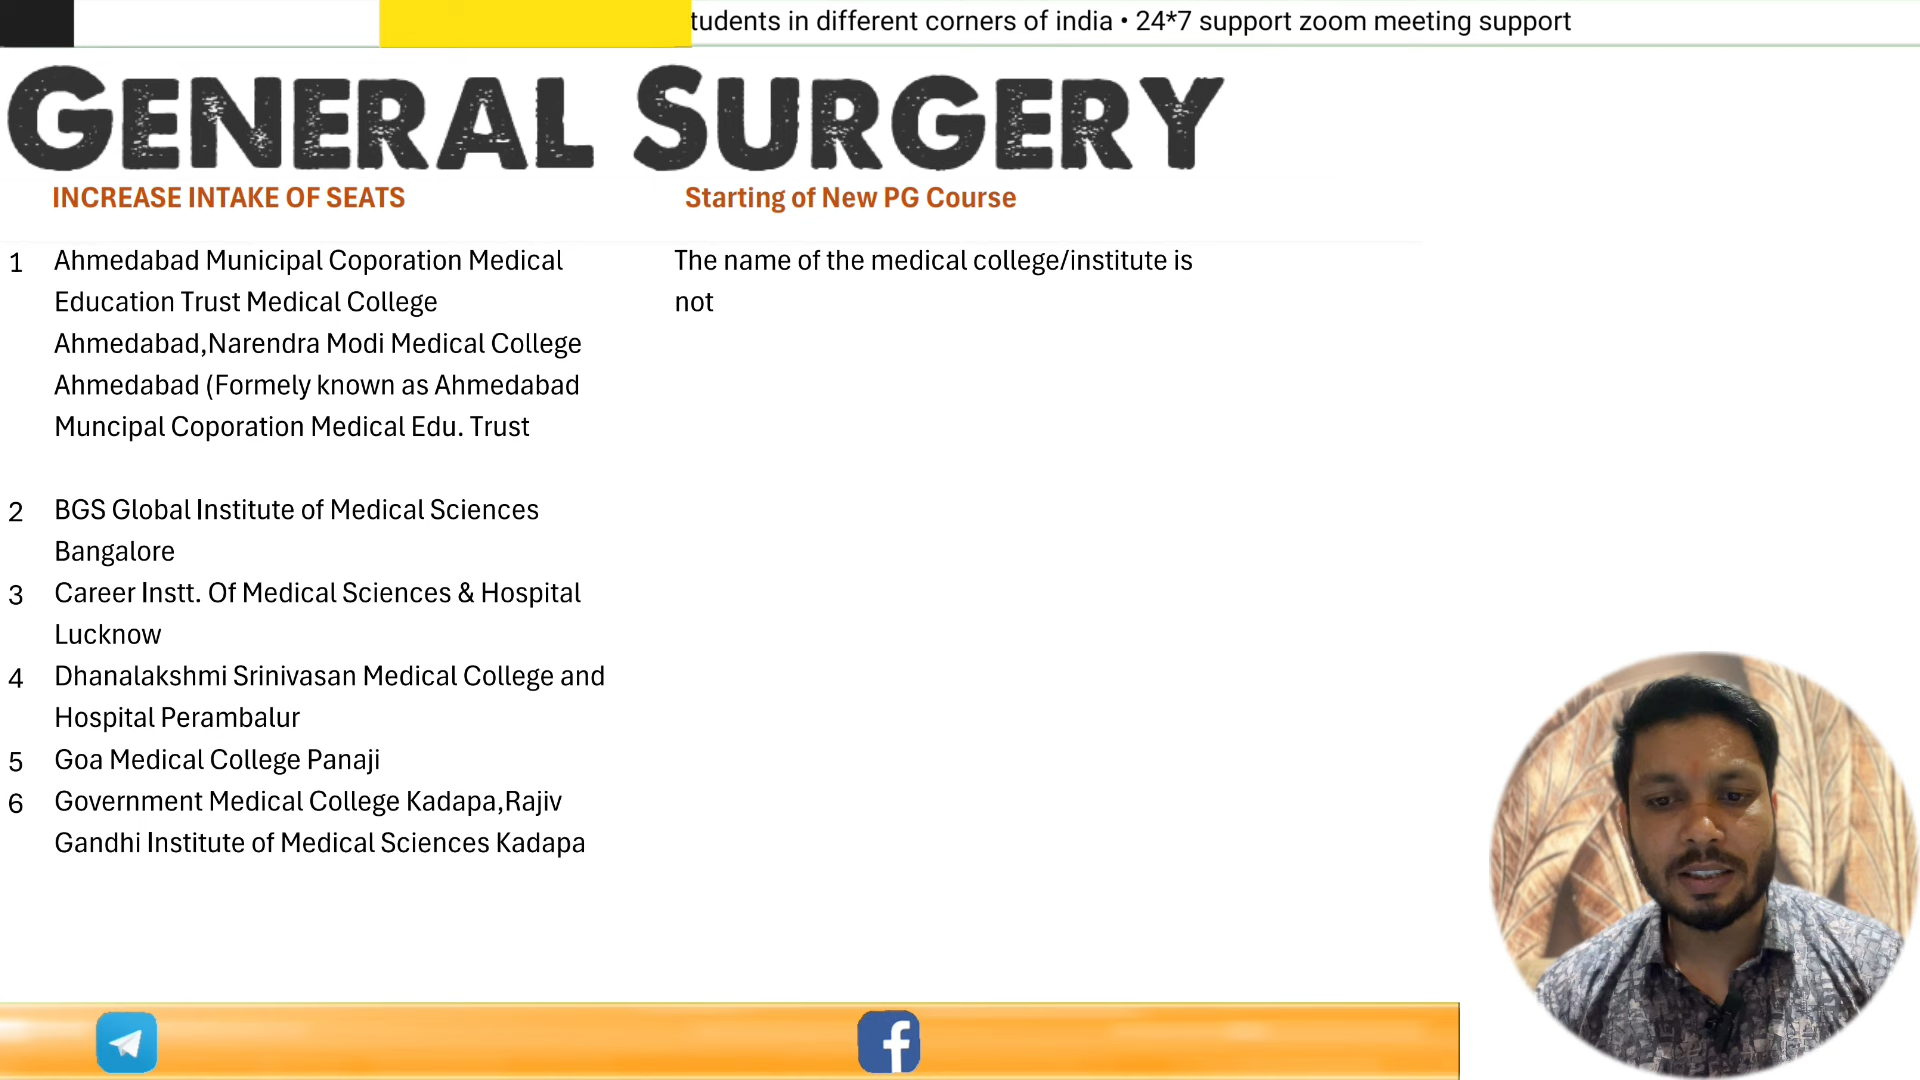 tudents in different corners of india • 24*7 support zoom meeting support
GENERAL SURGERY
INCREASE INTAKE OF SEATS
Starting of New PG Course
1 Ahmedabad Municipal Coporation Medical
Education Trust Medical College
Ahmedabad,Narendra Modi Medical College
Ahmedabad (Formely known as Ahmedabad
Muncipal Coporation Medical Edu. Trust
The name of the medical college/institute is
not
2 BGS Global Institute of Medical Sciences
Bangalore
3 Career Instt. Of Medical Sciences & Hospital
Lucknow
4 Dhanalakshmi Srinivasan Medical College and
Hospital Perambalur
5 Goa Medical College Panaji
6 Government Medical College Kadapa,Rajiv
Gandhi Institute of Medical Sciences Kadapa